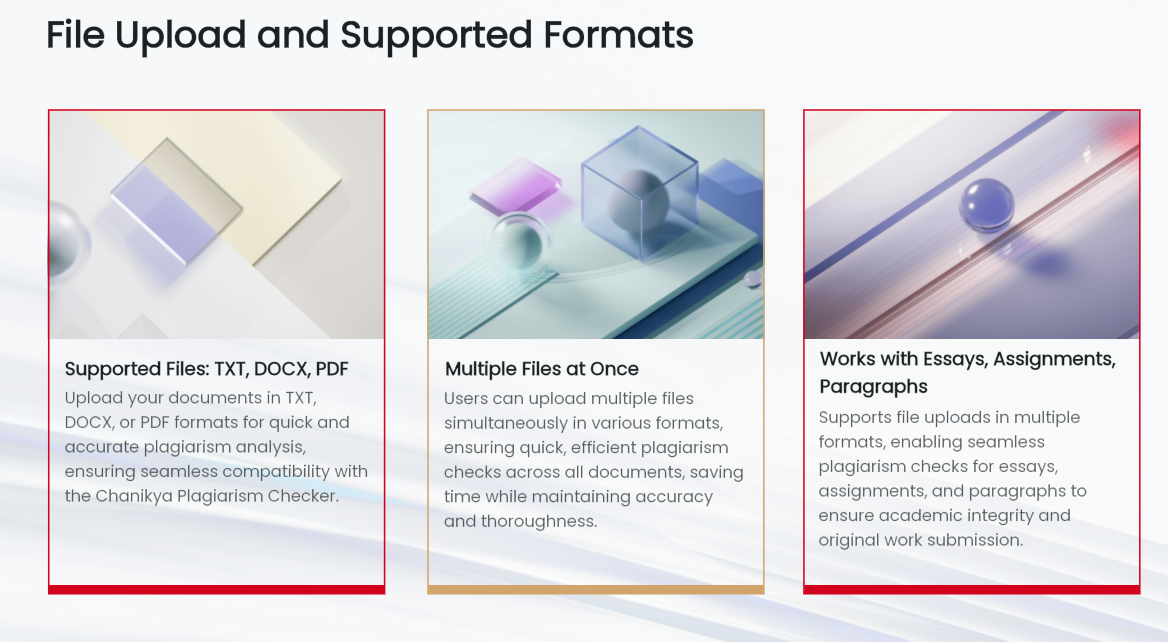 File Upload and Supported Formats
Supported Files: TXT, DOCX, PDF
Upload your documents in TXT,
DOCX, or PDF formats for quick and
accurate plagiarism analysis,
ensuring seamless compatibility with
the Chanikya Plagiarism Checker.
Multiple Files at Once
Users can upload multiple files
simultaneously in various formats,
ensuring quick, efficient plagiarism
checks across all documents, saving
time while maintaining accuracy
and thoroughness.
Works with Essays, Assignments,
Paragraphs
Supports file uploads in multiple
formats, enabling seamless
plagiarism checks for essays,
assignments, and paragraphs to
ensure academic integrity and
original work submission.